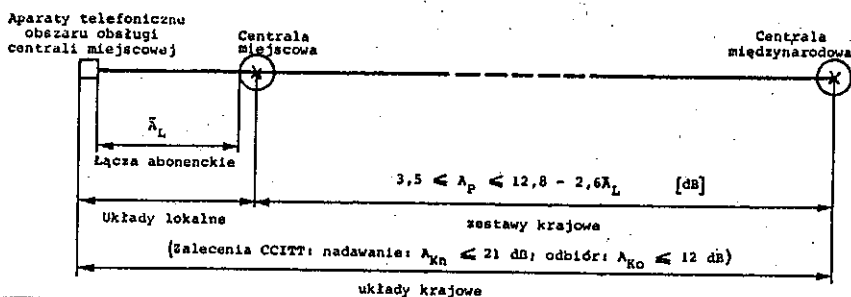 Aparaty telefoniczne
obszaru obsługi
centrali miejscowej
Centrala
miejscowa
Centrala
międzynarodowa
Ā_L
Łącza abonenckie
3,5 ⩽ A_p ⩽ 12,8 - 2,6Ā_L [dB]
Układy lokalne
zestawy krajowe
(Zalecenia CCITT: nadawanie: A_Kn ⩽ 21 dB; odbiór: A_Ko ⩽ 12 dB)
układy krajowe